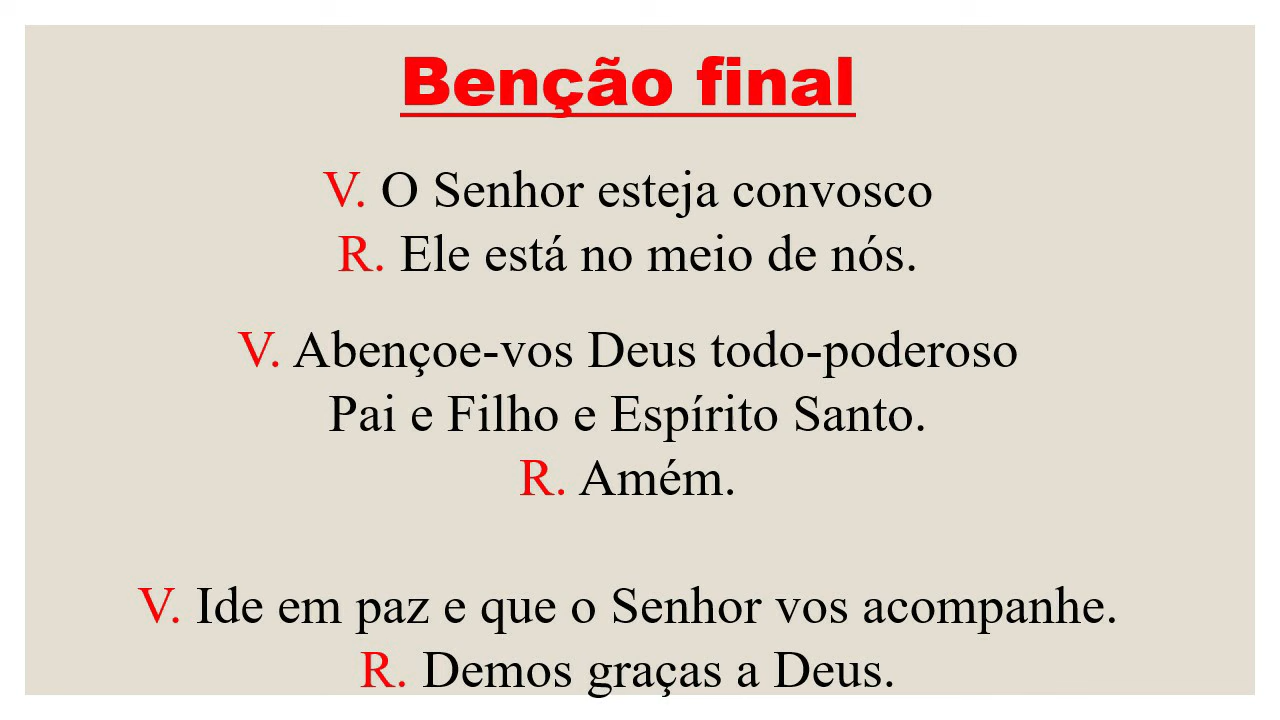 Benção final
V. O Senhor esteja convosco
R. Ele está no meio de nós.
V. Abençoe-vos Deus todo-poderoso
Pai e Filho e Espírito Santo.
R. Amém.
V. Ide em paz e que o Senhor vos acompanhe.
R. Demos graças a Deus.